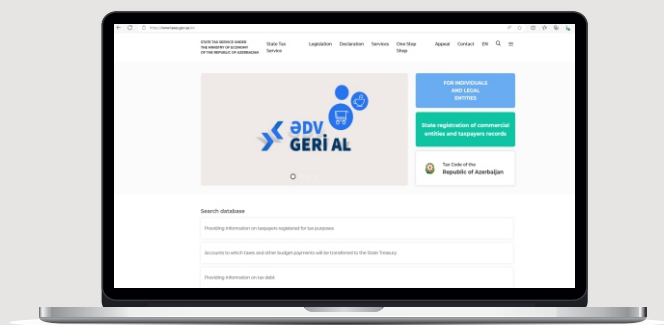 STATE TAX SERVICE UNDER
THE MINISTRY OF ECONOMY
OF THE REPUBLIC OF AZERBAIJAN
State Tax
Service
Legislation
Declaration
Services
One Stop
Shop
Appeal
Contact
EN
ƏDV
GERİ AL
FOR INDIVIDUALS
AND LEGAL
ENTITIES
State registration of commercial
entities and taxpayers records
Tax Code of the
Republic of Azerbaijan
Search database
Providing information on taxpayers registered for tax purposes
Accounts to which taxes and other budget payments will be transferred to the State Treasury
Providing information on tax debt